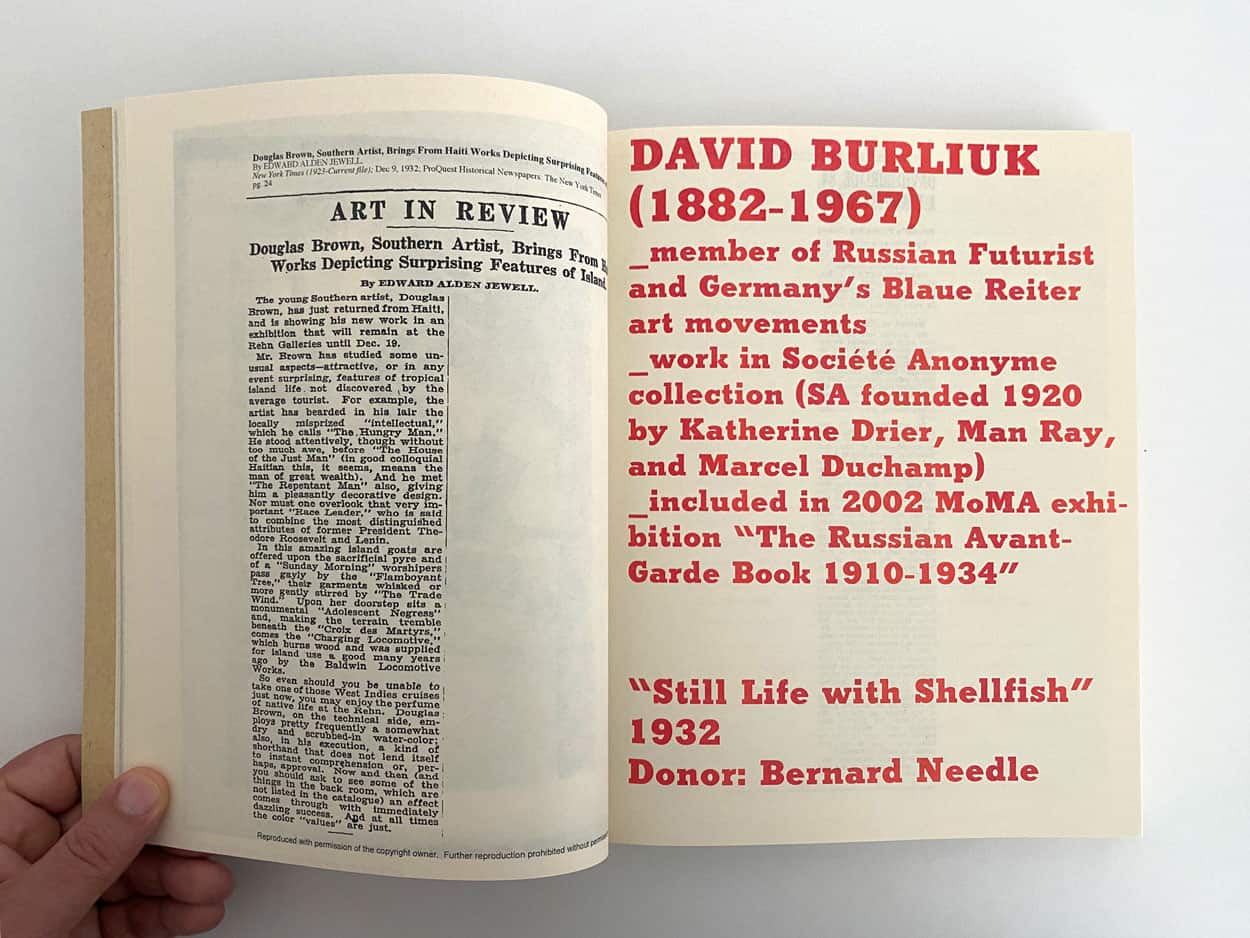 Douglas Brown, Southern Artist, Brings From Haiti Works Depicting Surprising Features
By EDWARD ALDEN JEWELL
New York Times (1923-Current file); Dec 9, 1932; ProQuest Historical Newspapers: The New York Times
pg. 24
ART IN REVIEW
Douglas Brown, Southern Artist, Brings From
Works Depicting Surprising Features of Island.
By EDWARD ALDEN JEWELL.
The young Southern artist, Douglas
Brown, has just returned from Haiti,
and is showing his new work in an
exhibition that will remain at the
Rehn Galleries until Dec. 19.
Mr. Brown has studied some un-
usual aspects—attractive, or in any
event surprising, features of tropical
island life not discovered by the
average tourist. For example, the
artist has bearded in his lair the
locally misprized "intellectual,"
which he calls "The Hungry Man."
He stood attentively, though without
too much awe, before "The House
of the Just Man" (in good colloquial
Haitian this, it seems, means the
man of great wealth). And he met
"The Repentant Man" also, giving
him a pleasantly decorative design.
Nor must one overlook that very im-
portant "Race Leader," who is said
to combine the most distinguished
attributes of former President The-
odore Roosevelt and Lenin.
In this amazing island goats are
offered upon the sacrificial pyre and
of a "Sunday Morning" worshipers
pass gayly by the "Flamboyant
Tree," their garments whisked or
more gently stirred by "The Trade
Wind." Upon her doorstep sits a
monumental "Adolescent Negress"
and, making the terrain tremble
beneath the "Croix des Martyrs,"
comes the "Charging Locomotive,"
which burns wood and was supplied
for island use a good many years
ago by the Baldwin Locomotive
Works.
So even should you be unable to
take one of those West Indies cruises
just now, you may enjoy the perfume
of native life at the Rehn. Douglas
Brown, on the technical side, em-
ploys pretty frequently a somewhat
dry and scrubbed-in water-color;
also, in his execution, a kind of
shorthand that does not lend itself
to instant comprehension or, per-
haps, approval. Now and then (and
you should ask to see some of the
things in the back room, which are
not listed in the catalogue) an effect
comes through with immediately
dazzling success. And at all times
the color "values" are just.
Reproduced with permission of the copyright owner. Further reproduction prohibited without
DAVID BURLIUK
(1882-1967)
_member of Russian Futurist
and Germany's Blaue Reiter
art movements
_work in Société Anonyme
collection (SA founded 1920
by Katherine Drier, Man Ray,
and Marcel Duchamp)
_included in 2002 MoMA exhi-
bition "The Russian Avant-
Garde Book 1910-1934"
"Still Life with Shellfish"
1932
Donor: Bernard Needle